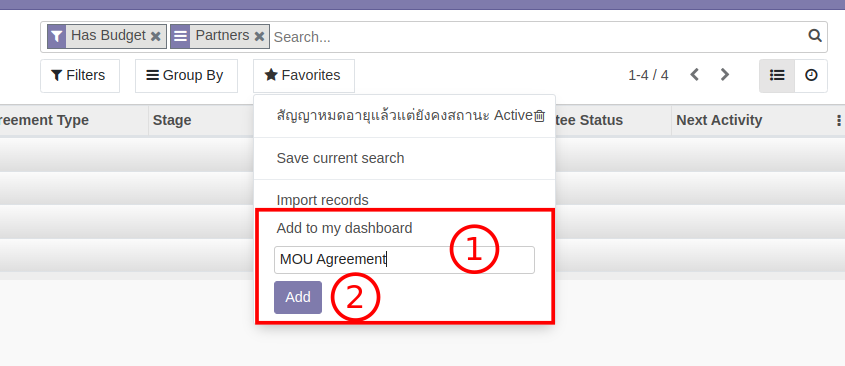 Has Budget
Partners
Search...
Filters
Group By
Favorites
1-4 / 4
reement Type
Stage
tee Status
Next Activity
สัญญาหมดอายุแล้วแต่ยังคงสถานะ Active
Save current search
Import records
Add to my dashboard
MOU Agreement
1
Add
2